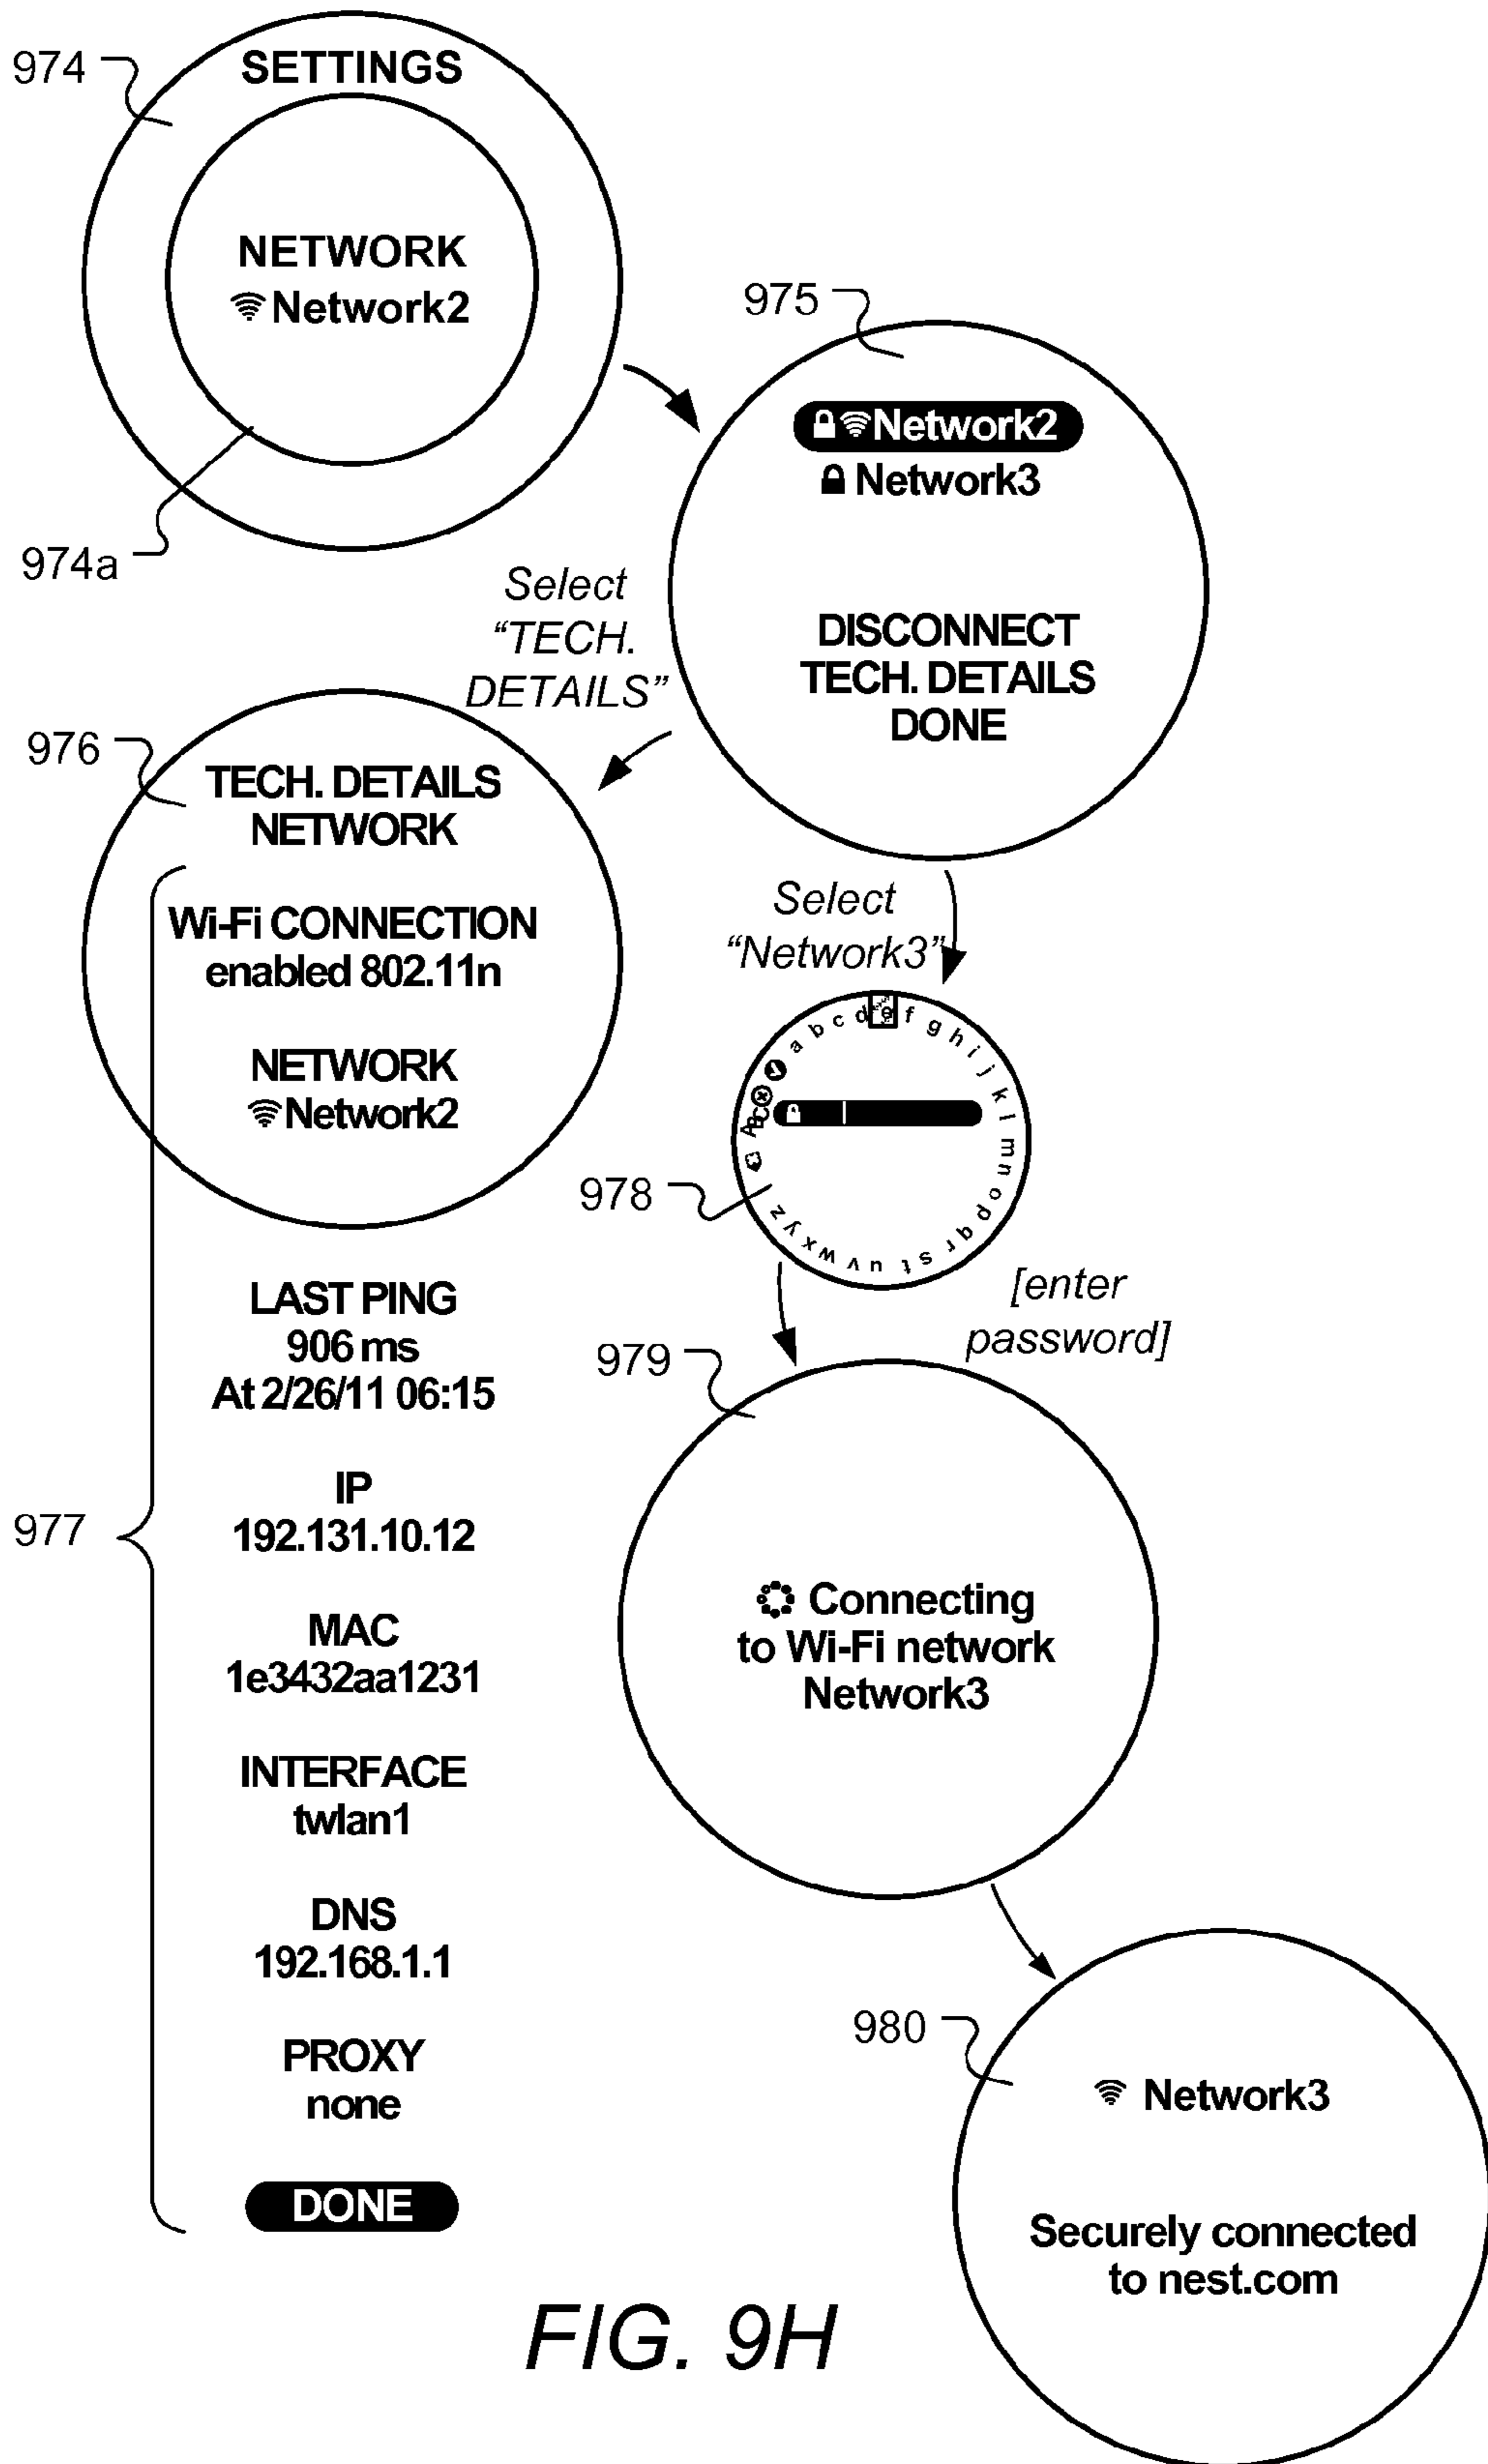 974
SETTINGS
NETWORK
Network2
974a
975
Network2
Network3
DISCONNECT
TECH. DETAILS
DONE
Select
“TECH.
DETAILS”
976
TECH. DETAILS
NETWORK
Wi-Fi CONNECTION
enabled 802.11n
NETWORK
Network2
LAST PING
906 ms
At 2/26/11 06:15
IP
192.131.10.12
MAC
1e3432aa1231
INTERFACE
twlan1
DNS
192.168.1.1
PROXY
none
DONE
977
Select
“Network3”
ABC a b c d e f g h i j k l m n o p q r s t u v w x y z
978
[enter
password]
979
Connecting
to Wi-Fi network
Network3
980
Network3
Securely connected
to nest.com
FIG. 9H